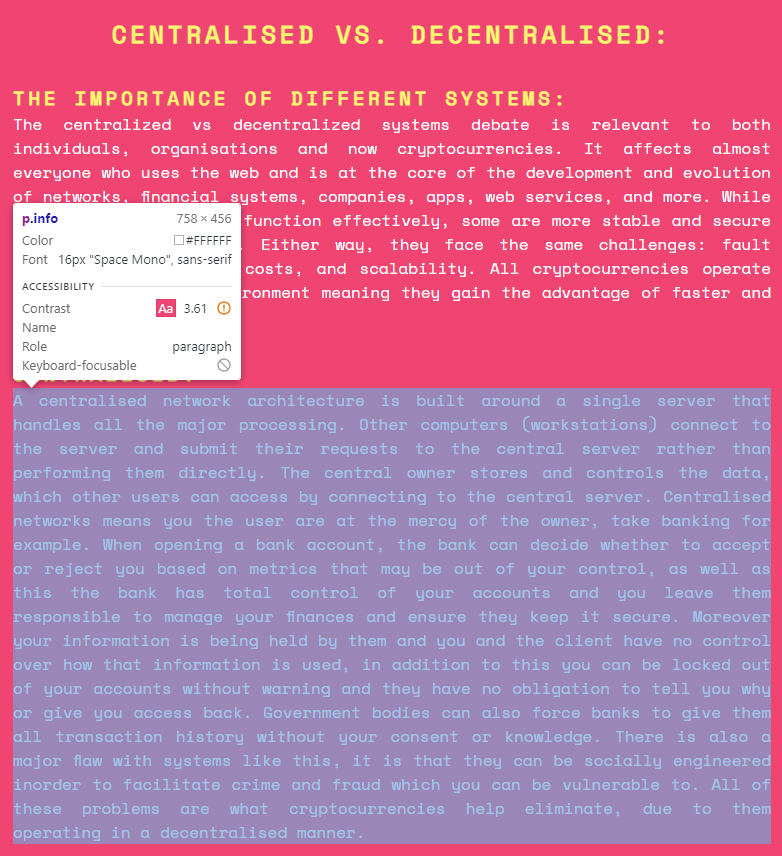 CENTRALISED VS. DECENTRALISED:
THE IMPORTANCE OF DIFFERENT SYSTEMS:
The centralized vs decentralized systems debate is relevant to both
individuals, organisations and now cryptocurrencies. It affects almost
everyone who uses the web and is at the core of the development and evolution
of networks, financial systems, companies, apps, web services, and more. While
function effectively, some are more stable and secure
. Either way, they face the same challenges: fault
costs, and scalability. All cryptocurrencies operate
ronment meaning they gain the advantage of faster and
p.info 758 × 456
Color #FFFFFF
Font 16px "Space Mono", sans-serif
ACCESSIBILITY
Contrast Aa 3.61
Name
Role paragraph
Keyboard-focusable
A centralised network architecture is built around a single server that
handles all the major processing. Other computers (workstations) connect to
the server and submit their requests to the central server rather than
performing them directly. The central owner stores and controls the data,
which other users can access by connecting to the central server. Centralised
networks means you the user are at the mercy of the owner, take banking for
example. When opening a bank account, the bank can decide whether to accept
or reject you based on metrics that may be out of your control, as well as
this the bank has total control of your accounts and you leave them
responsible to manage your finances and ensure they keep it secure. Moreover
your information is being held by them and you and the client have no control
over how that information is used, in addition to this you can be locked out
of your accounts without warning and they have no obligation to tell you why
or give you access back. Government bodies can also force banks to give them
all transaction history without your consent or knowledge. There is also a
major flaw with systems like this, it is that they can be socially engineered
inorder to facilitate crime and fraud which you can be vulnerable to. All of
these problems are what cryptocurrencies help eliminate, due to them
operating in a decentralised manner.